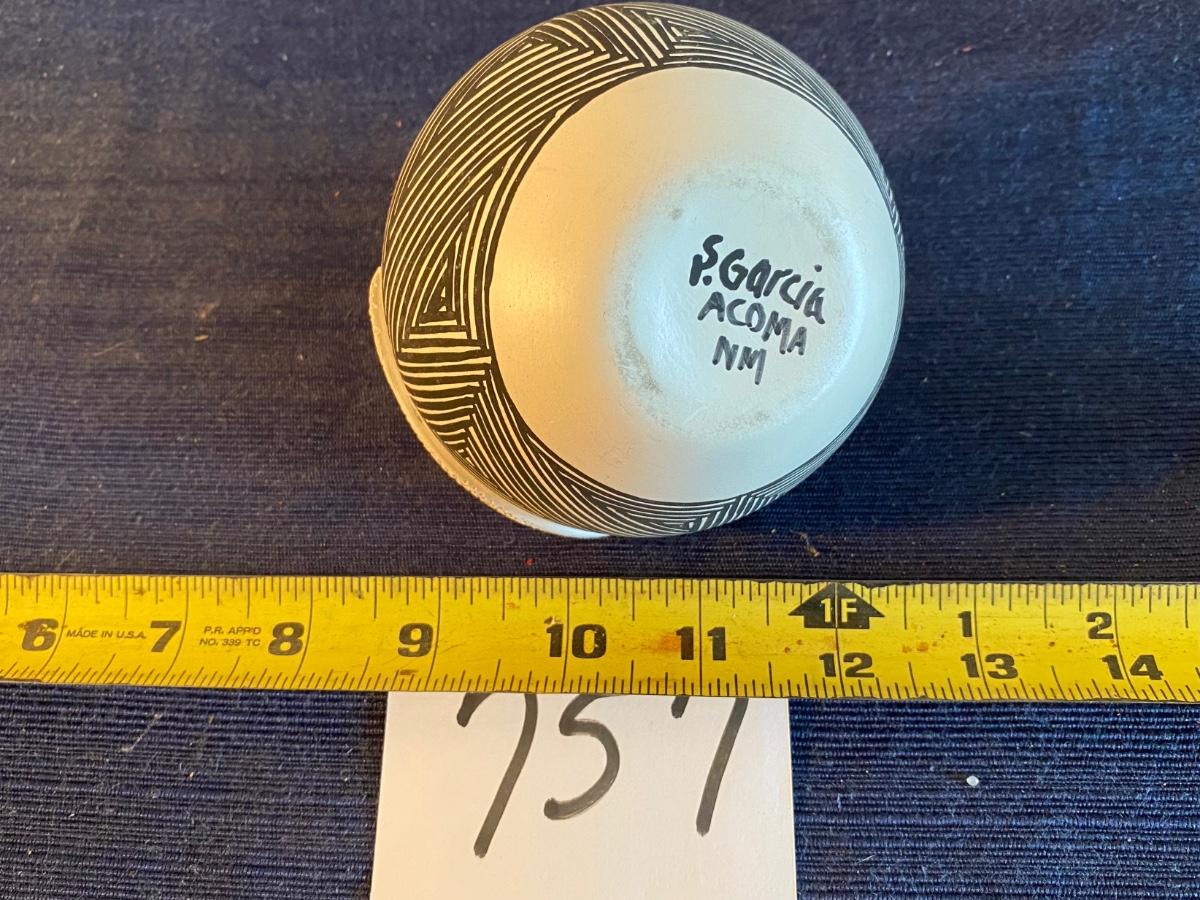 S
P. Garcia
ACOMA
NM
1F 1 2
6 MADE IN U.S.A. 7 P.R. APP'D 8 9 10 11 12 13 14
NO. 339 TC
757